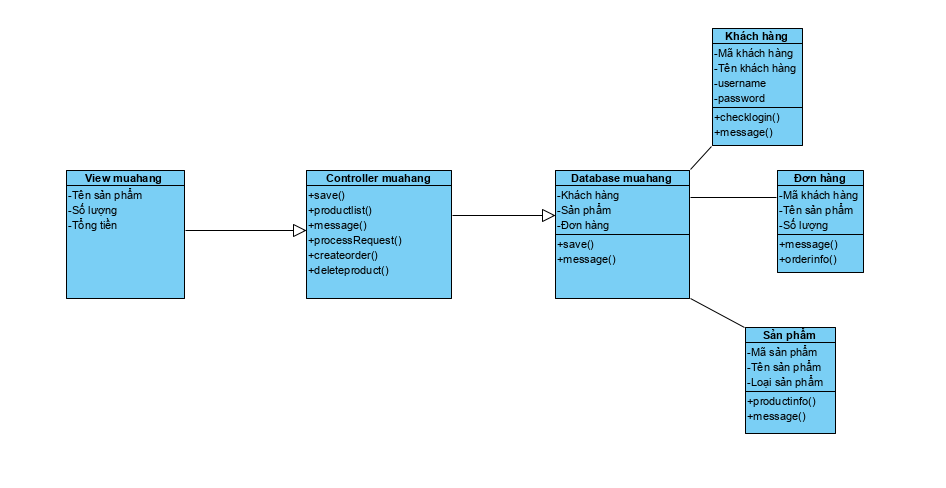 View muahang
-Tên sản phẩm
-Số lượng
-Tổng tiền
Controller muahang
+save()
+productlist()
+message()
+processRequest()
+createorder()
+deleteproduct()
Database muahang
-Khách hàng
-Sản phẩm
-Đơn hàng
+save()
+message()
Khách hàng
-Mã khách hàng
-Tên khách hàng
-username
-password
+checklogin()
+message()
Đơn hàng
-Mã khách hàng
-Tên sản phẩm
-Số lượng
+message()
+orderinfo()
Sản phẩm
-Mã sản phẩm
-Tên sản phẩm
-Loại sản phẩm
+productinfo()
+message()